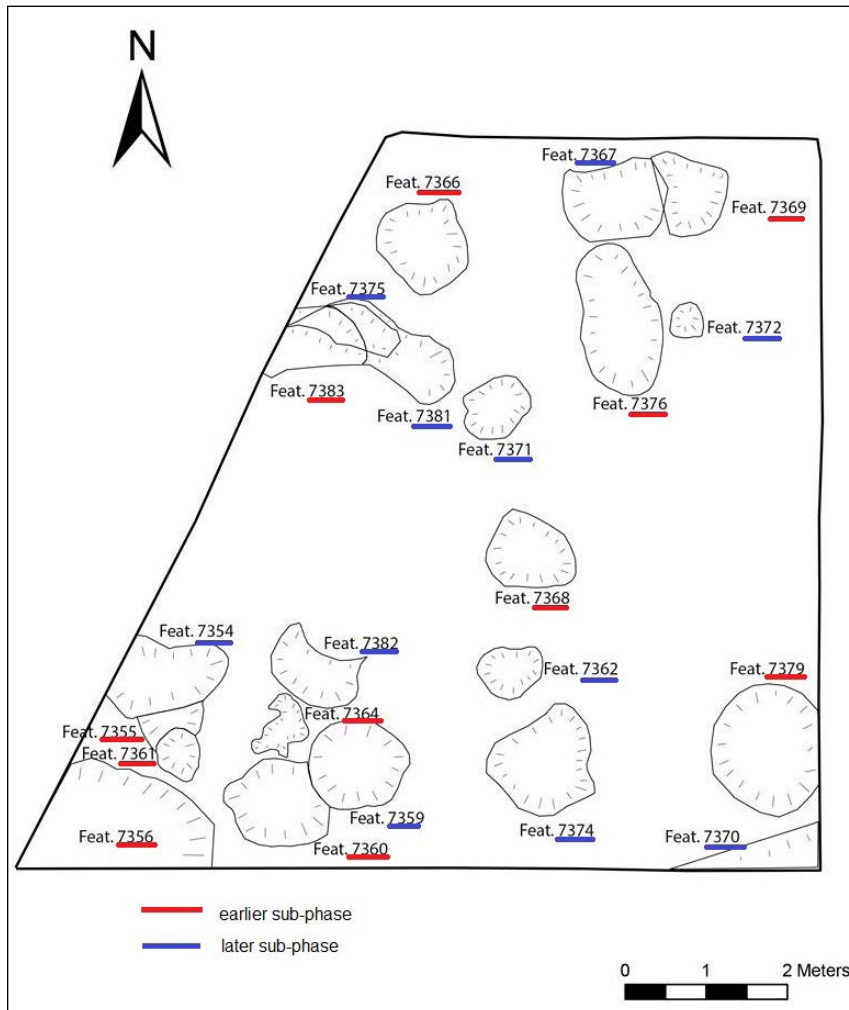 N
Feat. 7367
Feat. 7366
Feat. 7369
Feat. 7375
Feat. 7372
Feat. 7383
Feat. 7376
Feat. 7381
Feat. 7371
Feat. 7368
Feat. 7354
Feat. 7382
Feat. 7362
Feat. 7379
Feat. 7364
Feat. 7355
Feat. 7361
Feat. 7359
Feat. 7374
Feat. 7370
Feat. 7356
Feat. 7360
earlier sub-phase
later sub-phase
0 1 2 Meters